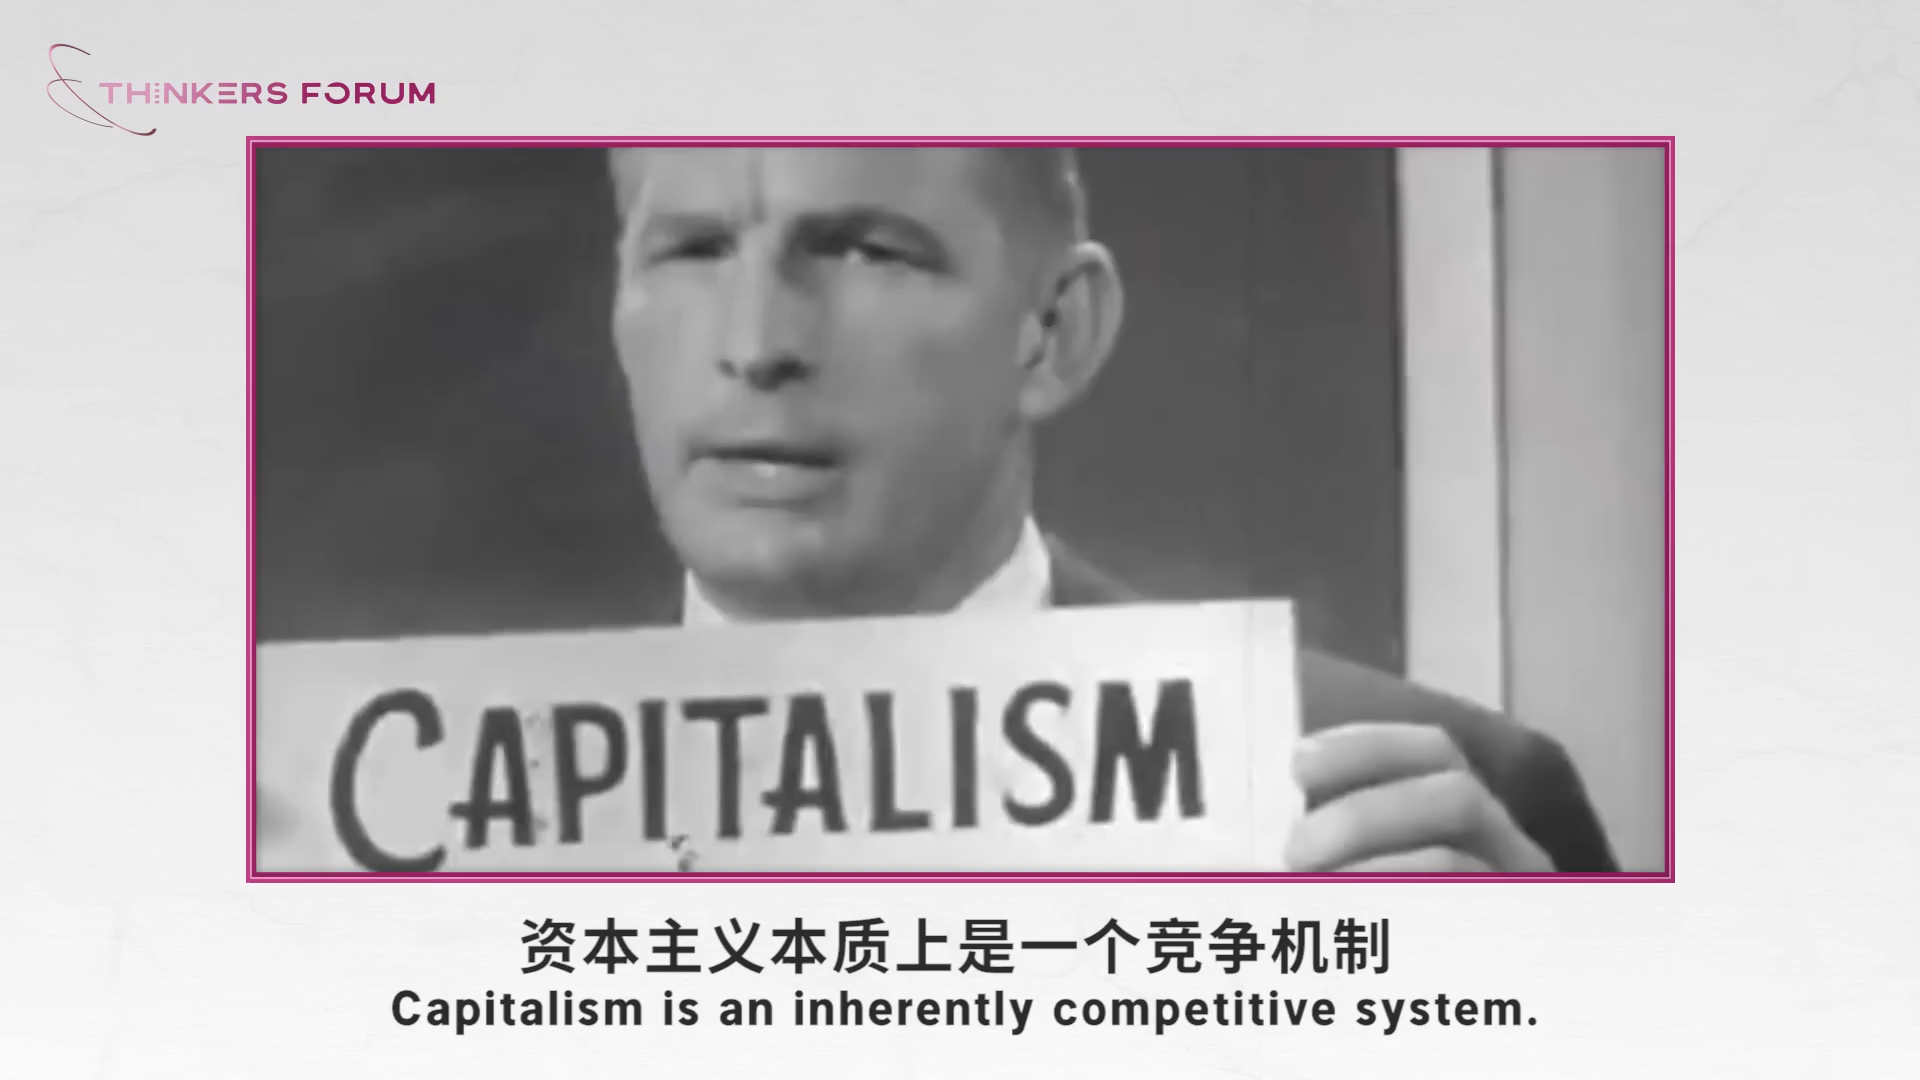 THINKERS FORUM
CAPITALISM
资本主义本质上是一个竞争机制
Capitalism is an inherently competitive system.